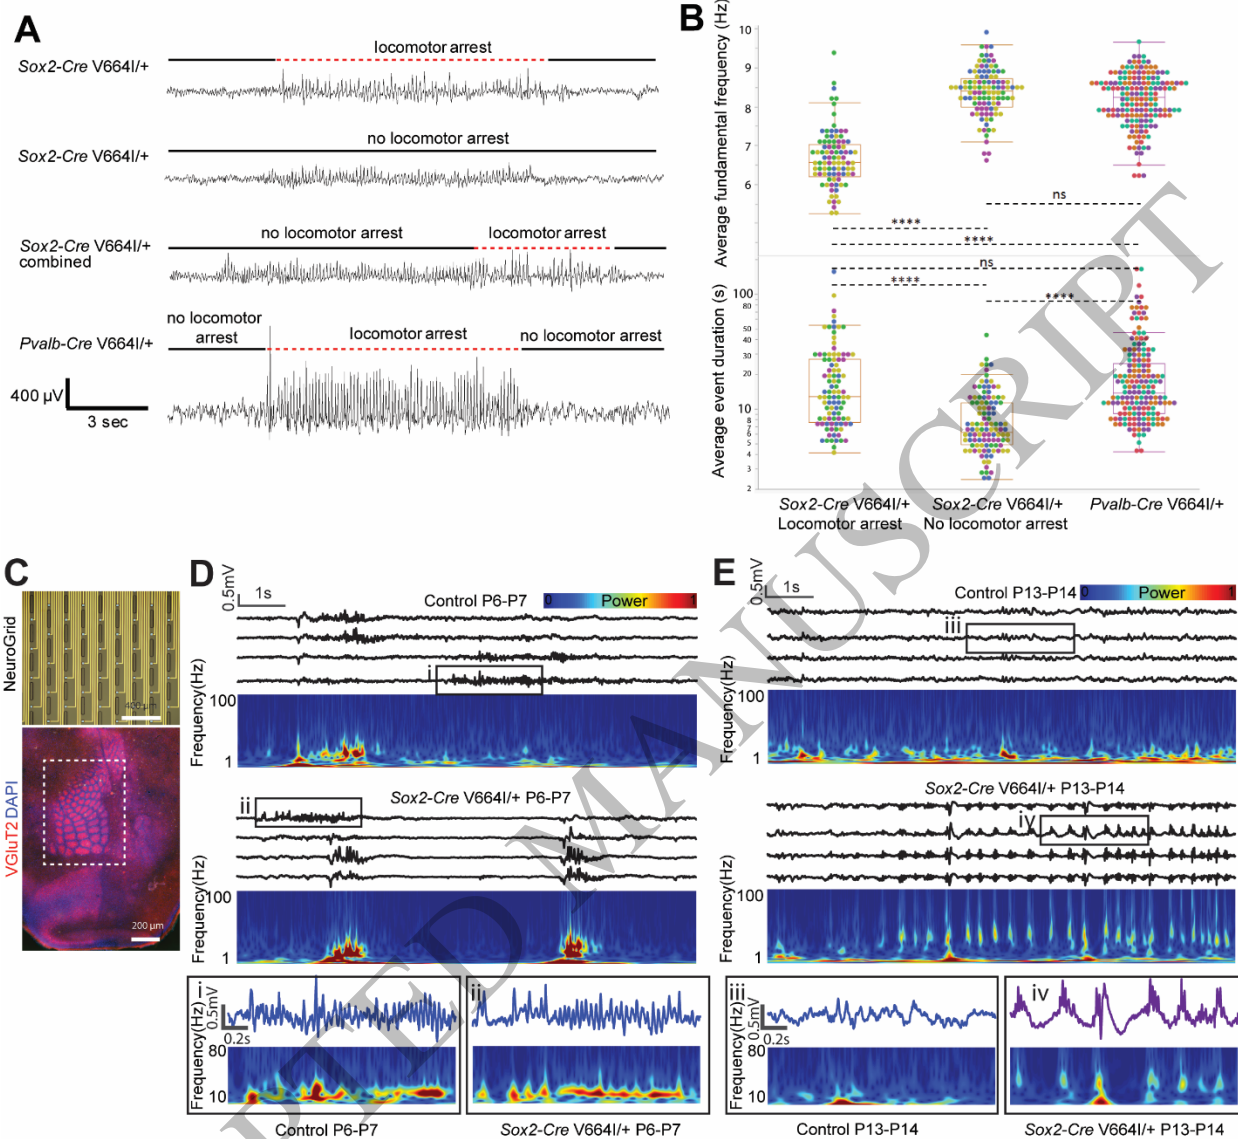 A
locomotor arrest
Sox2-Cre V664I/+
no locomotor arrest
Sox2-Cre V664I/+
no locomotor arrest
locomotor arrest
Sox2-Cre V664I/+
combined
no locomotor
arrest
locomotor arrest
no locomotor arrest
Pvalb-Cre V664I/+
400 µV
3 sec
B
Average fundamental frequency (Hz)
10
9
8
7
6
ns
****
****
ns
****
****
Average event duration (s)
100
80
50
40
30
20
10
8
7
6
5
4
3
2
Sox2-Cre V664I/+
Locomotor arrest
Sox2-Cre V664I/+
No locomotor arrest
Pvalb-Cre V664I/+
C
NeuroGrid
400 µm
VGluT2 DAPI
200 µm
D
0.5mV
1s
Control P6-P7
0 Power 1
i
Frequency(Hz)
100
1
Sox2-Cre V664I/+ P6-P7
ii
Frequency(Hz)
100
1
i
0.5mV
0.2s
Frequency(Hz)
80
10
Control P6-P7
ii
Sox2-Cre V664I/+ P6-P7
E
0.5mV
1s
Control P13-P14
0 Power 1
iii
Frequency(Hz)
100
1
Sox2-Cre V664I/+ P13-P14
iv
Frequency(Hz)
100
1
iii
0.5mV
0.2s
Frequency(Hz)
80
10
Control P13-P14
iv
Sox2-Cre V664I/+ P13-P14
PTED MANUSCRIPT